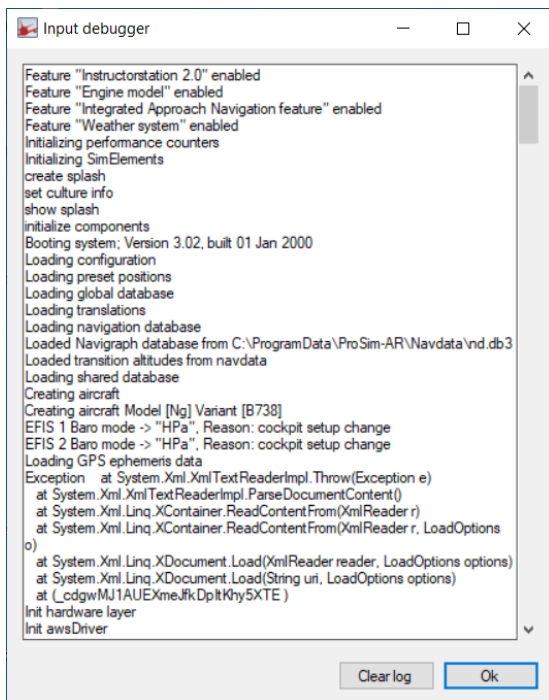 Input debugger
Feature "Instructorstation 2.0" enabled
Feature "Engine model" enabled
Feature "Integrated Approach Navigation feature" enabled
Feature "Weather system" enabled
Initializing performance counters
Initializing SimElements
create splash
set culture info
show splash
initialize components
Booting system; Version 3.02, built 01 Jan 2000
Loading configuration
Loading preset positions
Loading global database
Loading translations
Loading navigation database
Loaded Navigraph database from C:\ProgramData\ProSim-AR\Navdata\nd.db3
Loaded transition altitudes from navdata
Loading shared database
Creating aircraft
Creating aircraft Model [Ng] Variant [B738]
EFIS 1 Baro mode -> "HPa", Reason: cockpit setup change
EFIS 2 Baro mode -> "HPa", Reason: cockpit setup change
Loading GPS ephemeris data
Exception    at System.Xml.XmlTextReaderImpl.Throw(Exception e)
   at System.Xml.XmlTextReaderImpl.ParseDocumentContent()
   at System.Xml.Linq.XContainer.ReadContentFrom(XmlReader r)
   at System.Xml.Linq.XContainer.ReadContentFrom(XmlReader r, LoadOptions
o)
   at System.Xml.Linq.XDocument.Load(XmlReader reader, LoadOptions options)
   at System.Xml.Linq.XDocument.Load(String uri, LoadOptions options)
   at (_cdgwMJ1AUEXmeJfkDpItKhy5XTE )
Init hardware layer
Init awsDriver
Clear log
Ok